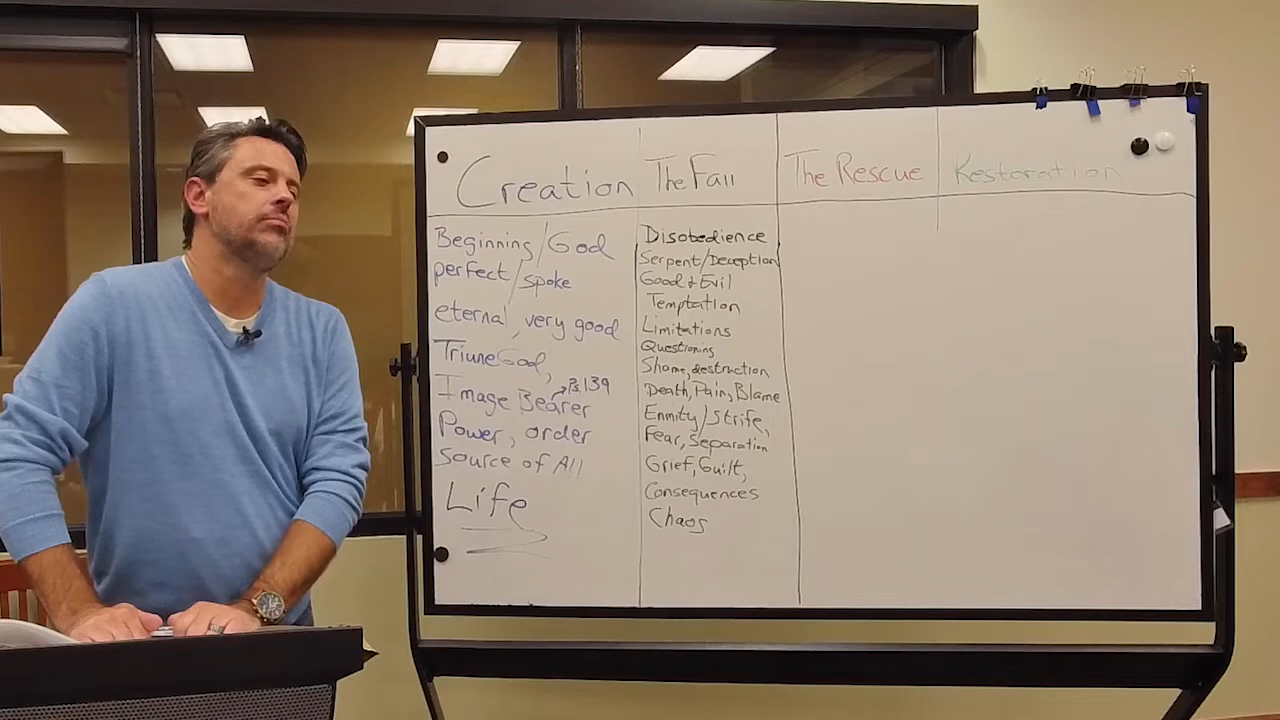 Creation
The Fall
The Rescue
Restoration
Beginning/God
perfect/spoke
eternal, very good
Triune God,
Image Bearer → Ps. 139
Power, order
Source of All
Life
Disobedience
Serpent/Deception
Good & Evil
Temptation
Limitations
Questioning
Shame, destruction
Death, Pain, Blame
Enmity/Strife,
Fear, Separation
Grief, Guilt,
Consequences
Chaos